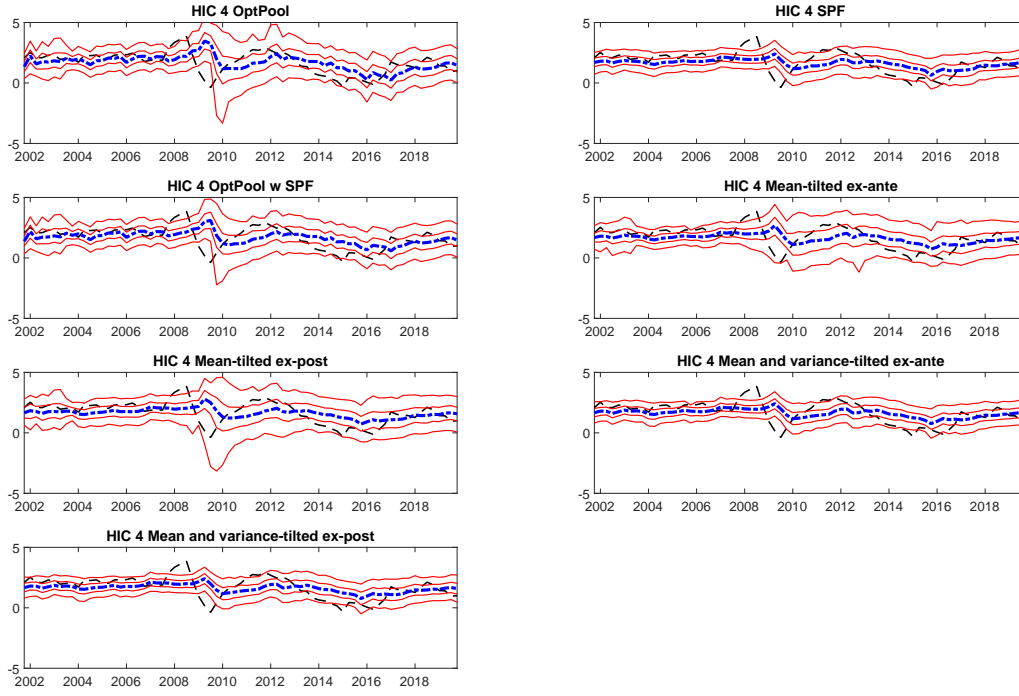 HIC 4 OptPool
5
0
-5
2002 2004 2006 2008 2010 2012 2014 2016 2018
HIC 4 SPF
5
0
-5
2002 2004 2006 2008 2010 2012 2014 2016 2018
HIC 4 OptPool w SPF
5
0
-5
2002 2004 2006 2008 2010 2012 2014 2016 2018
HIC 4 Mean-tilted ex-ante
5
0
-5
2002 2004 2006 2008 2010 2012 2014 2016 2018
HIC 4 Mean-tilted ex-post
5
0
-5
2002 2004 2006 2008 2010 2012 2014 2016 2018
HIC 4 Mean and variance-tilted ex-ante
5
0
-5
2002 2004 2006 2008 2010 2012 2014 2016 2018
HIC 4 Mean and variance-tilted ex-post
5
0
-5
2002 2004 2006 2008 2010 2012 2014 2016 2018